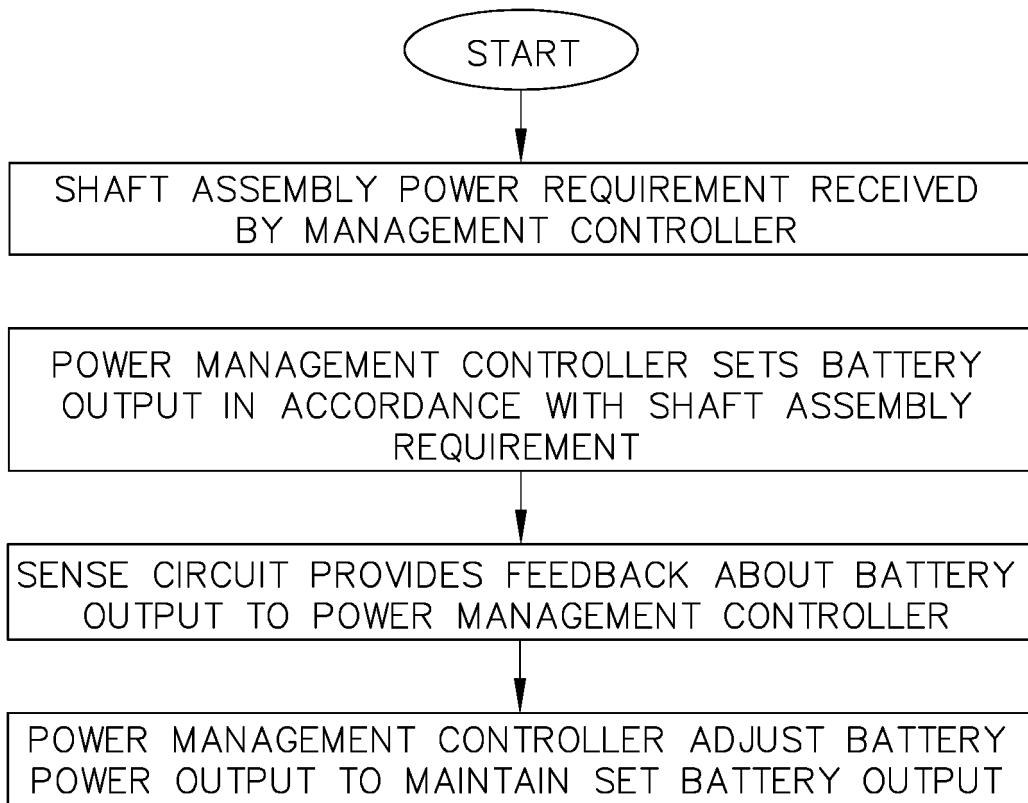 START
SHAFT ASSEMBLY POWER REQUIREMENT RECEIVED
BY MANAGEMENT CONTROLLER
POWER MANAGEMENT CONTROLLER SETS BATTERY
OUTPUT IN ACCORDANCE WITH SHAFT ASSEMBLY
REQUIREMENT
SENSE CIRCUIT PROVIDES FEEDBACK ABOUT BATTERY
OUTPUT TO POWER MANAGEMENT CONTROLLER
POWER MANAGEMENT CONTROLLER ADJUST BATTERY
POWER OUTPUT TO MAINTAIN SET BATTERY OUTPUT